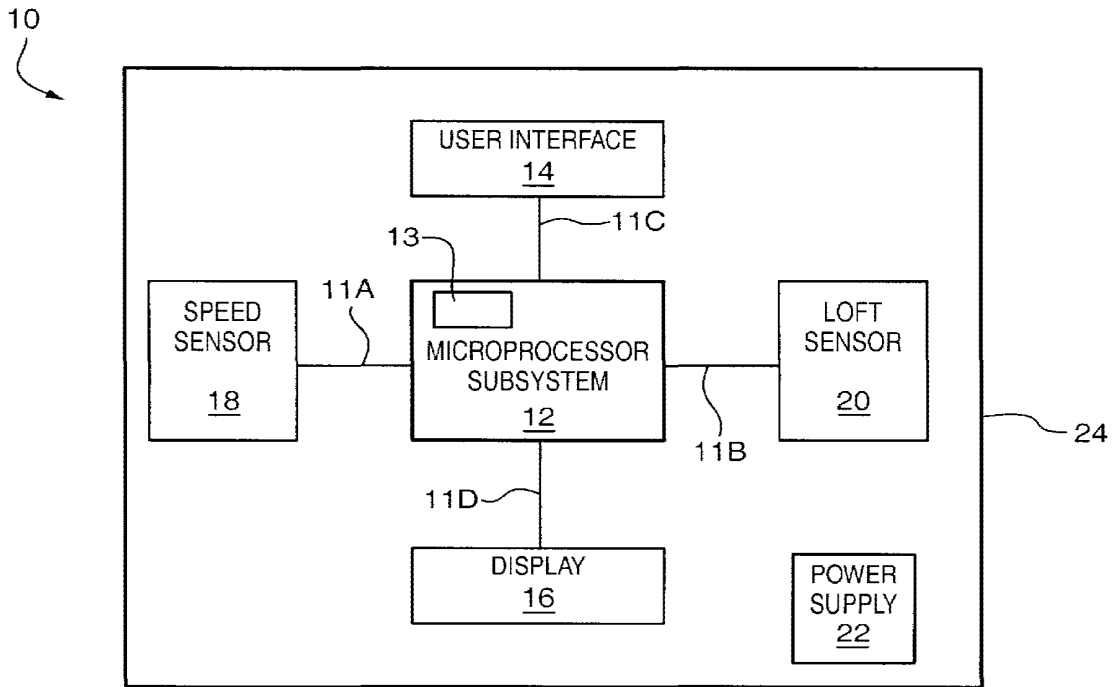 10
USER INTERFACE
14
11C
13
11A
SPEED
SENSOR
18
MICROPROCESSOR
SUBSYSTEM
12
LOFT
SENSOR
20
11B
24
11D
DISPLAY
16
POWER
SUPPLY
22